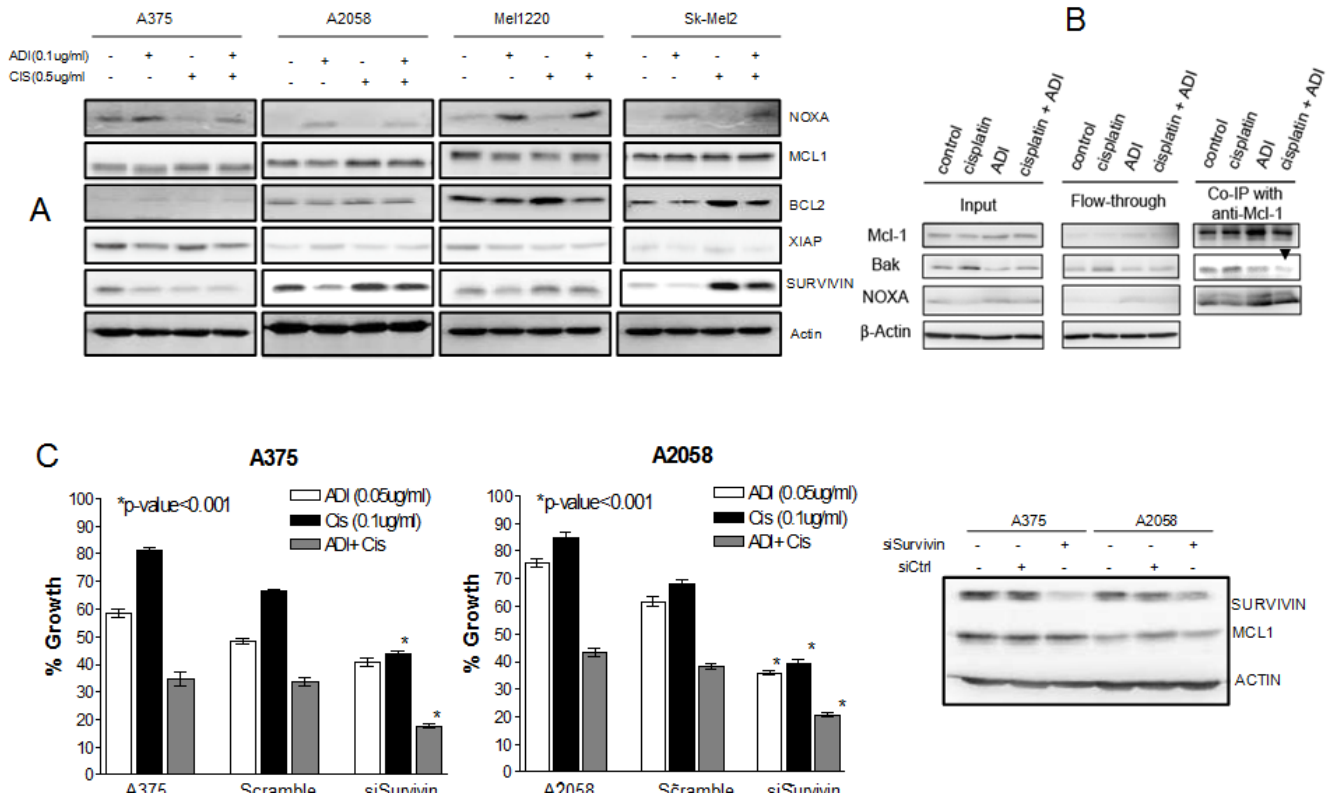 A375 A2058 Mel1220 Sk-Mel2
ADI(0.1ug/ml) - + - + - + - + - + - + - + - +
CIS(0.5ug/ml - - + + - - + + - - + + - - + +
NOXA
MCL1
BCL2
XIAP
SURVIVIN
Actin
A
B
control cisplatin ADI cisplatin + ADI control cisplatin ADI cisplatin + ADI control cisplatin ADI cisplatin + ADI
Input Flow-through Co-IP with
anti-Mcl-1
Mcl-1
Bak
NOXA
β-Actin
C
A375
*p-value<0.001
ADI (0.05ug/ml)
Cis (0.1ug/ml)
ADI+ Cis
% Growth
100
90
80
70
60
50
40
30
20
10
0
*
*
A375 Scramble siSurvivin
A2058
*p-value<0.001
ADI (0.05ug/ml)
Cis (0.1ug/ml)
ADI+ Cis
% Growth
100
90
80
70
60
50
40
30
20
10
0
* * *
A2058 Scramble siSurvivin
A375 A2058
siSurvivin - - + - - +
siCtrl - + - - + -
SURVIVIN
MCL1
ACTIN